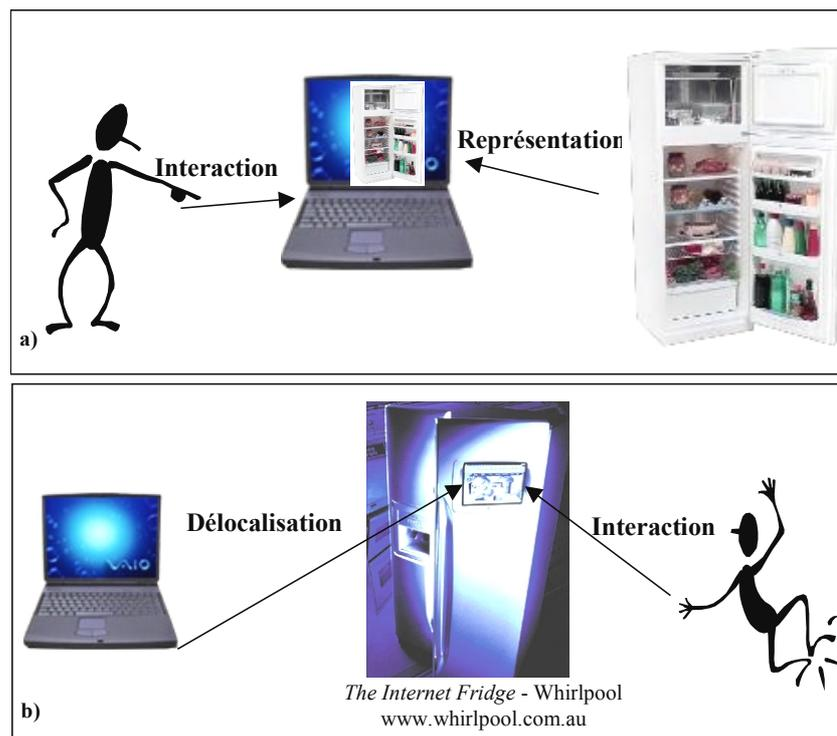 Représentation
Interaction
a)
VAIO
Délocalisation
Interaction
The Internet Fridge - Whirlpool
www.whirlpool.com.au
b)